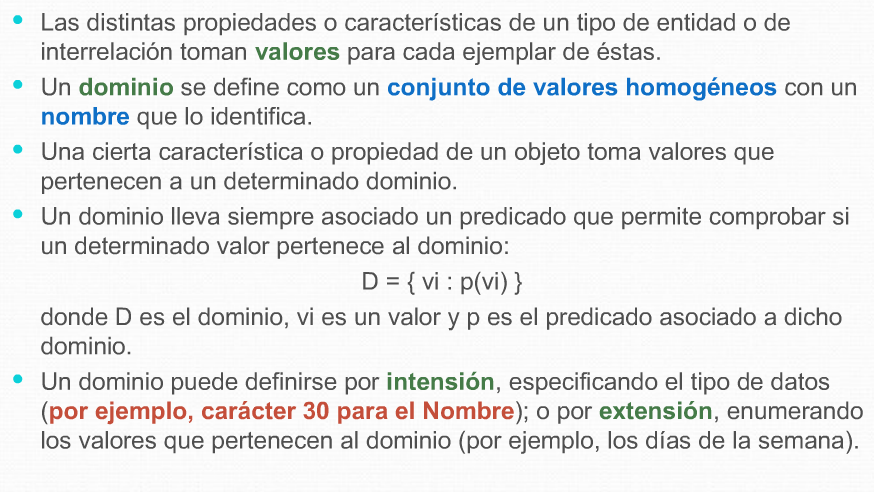 • Las distintas propiedades o características de un tipo de entidad o de
interrelación toman valores para cada ejemplar de éstas.
• Un dominio se define como un conjunto de valores homogéneos con un
nombre que lo identifica.
• Una cierta característica o propiedad de un objeto toma valores que
pertenecen a un determinado dominio.
• Un dominio lleva siempre asociado un predicado que permite comprobar si
un determinado valor pertenece al dominio:
D = { vi : p(vi) }
donde D es el dominio, vi es un valor y p es el predicado asociado a dicho
dominio.
• Un dominio puede definirse por intensión, especificando el tipo de datos
(por ejemplo, carácter 30 para el Nombre); o por extensión, enumerando
los valores que pertenecen al dominio (por ejemplo, los días de la semana).